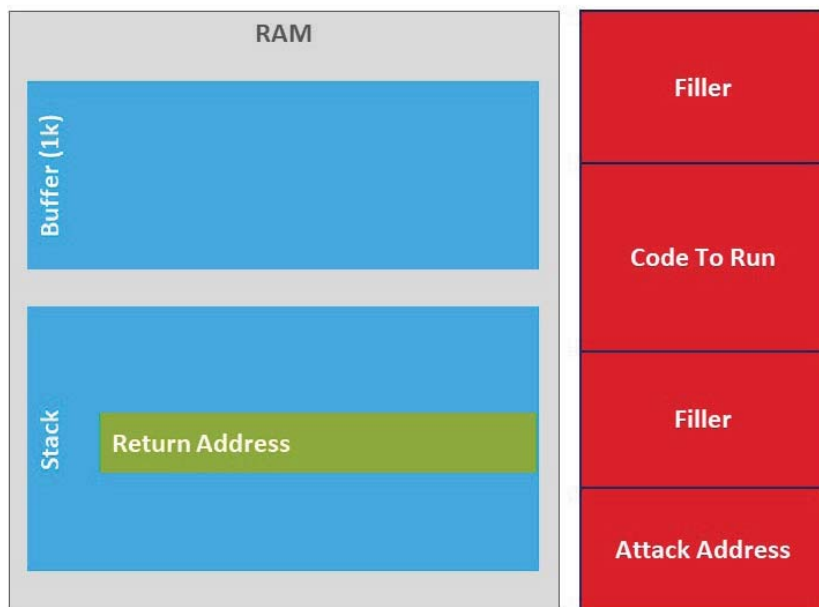 RAM
Buffer (1k)
Stack
Return Address
Filler
Code To Run
Filler
Attack Address